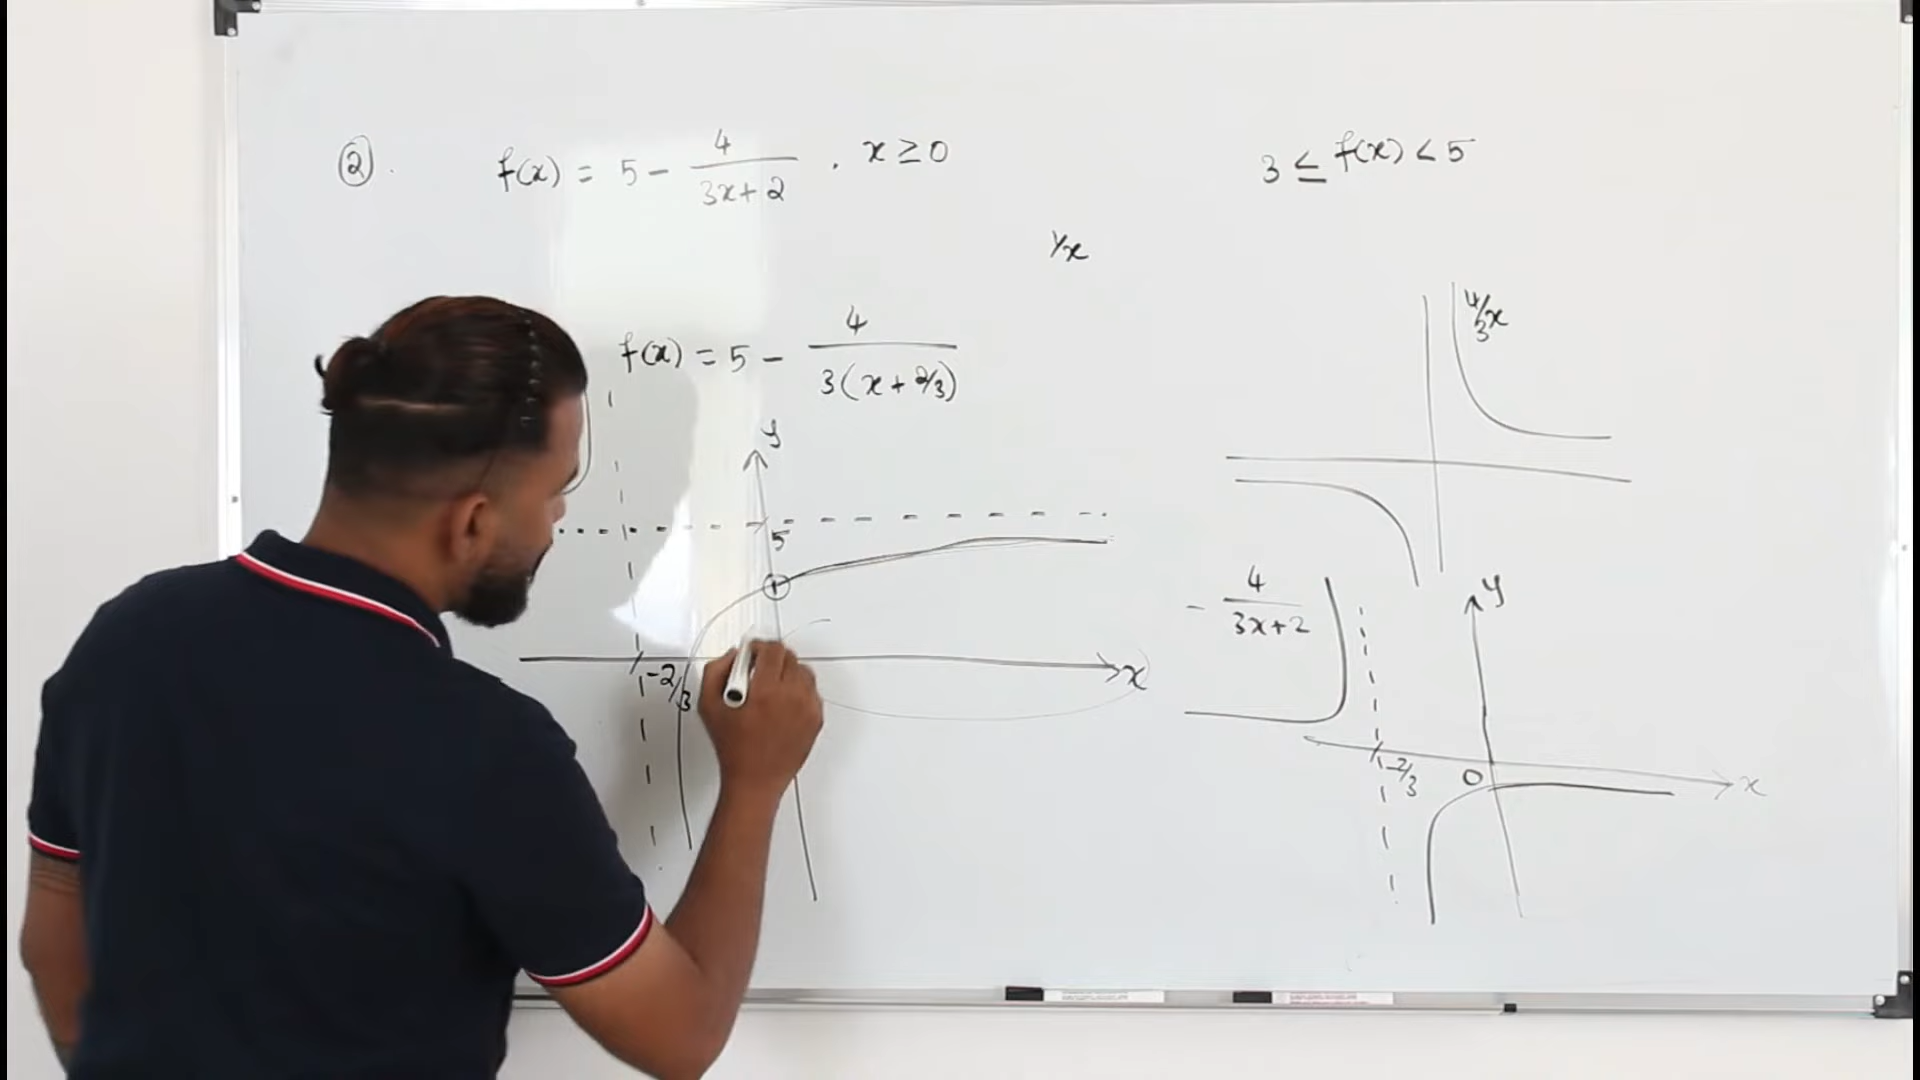 ② . f(x) = 5 - 4/(3x+2) , x ≥ 0
3 ≤ f(x) < 5
1/x
f(x) = 5 - 4/(3(x + 2/3))
4/3x
y
5
-2/3
x
- 4/(3x+2)
y
-2/3
0
x